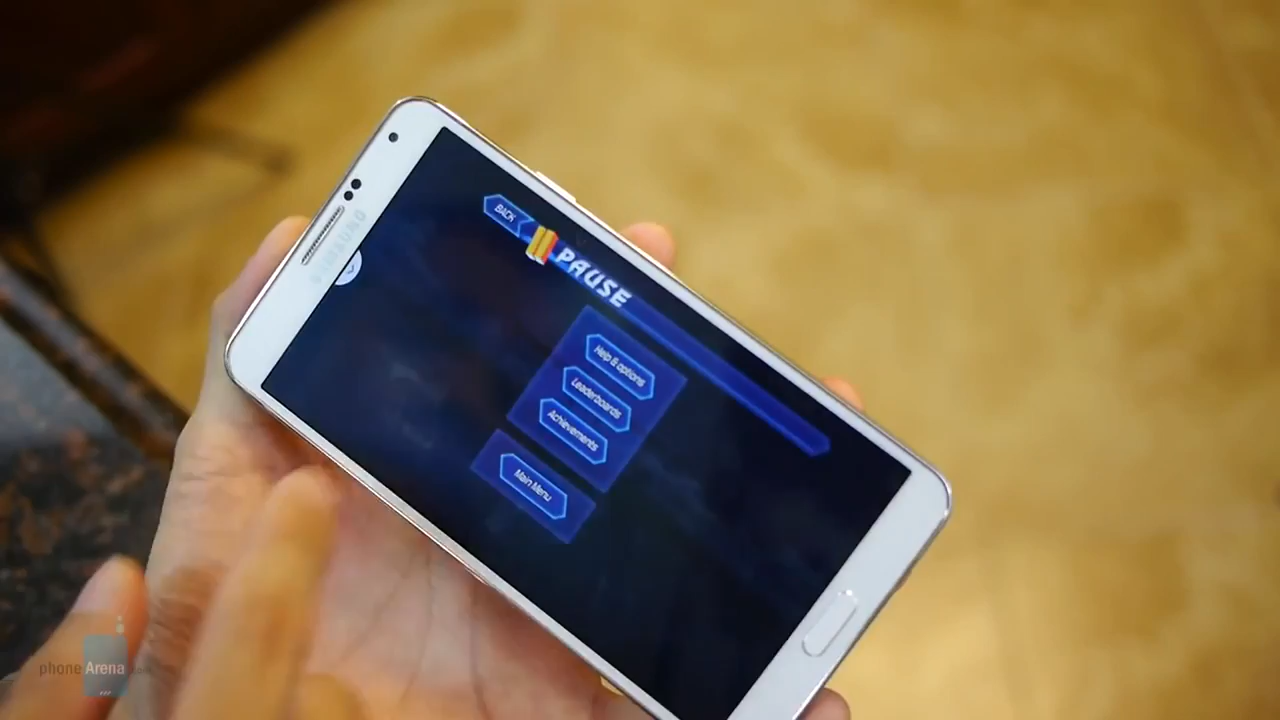 SAMSUNG
BACK
PAUSE
Help & options
Leaderboards
Achievements
Main Menu
phoneArena